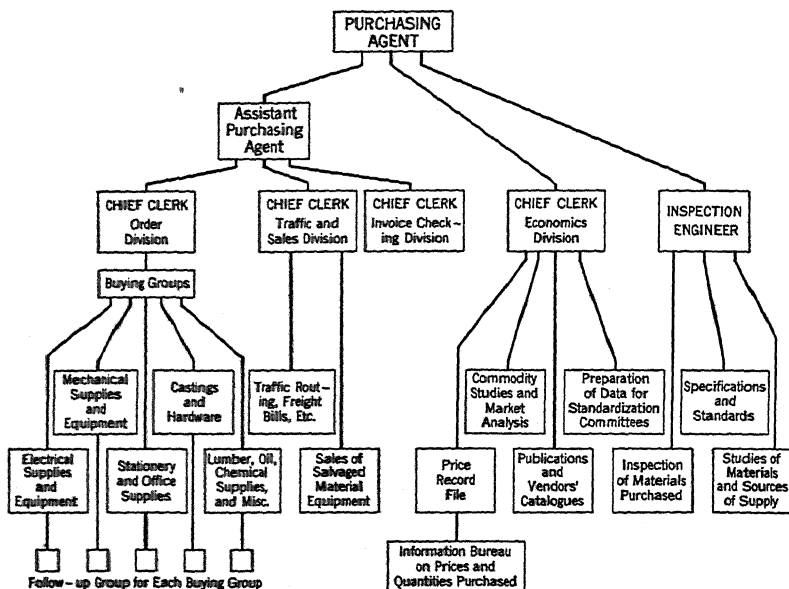 PURCHASING
AGENT
Assistant
Purchasing
Agent
CHIEF CLERK
Order
Division
CHIEF CLERK
Traffic and
Sales Division
CHIEF CLERK
Invoice Check-
ing Division
CHIEF CLERK
Economics
Division
INSPECTION
ENGINEER
Buying Groups
Mechanical
Supplies
and
Equipment
Castings
and
Hardware
Traffic Rout-
ing, Freight
Bills, Etc.
Commodity
Studies and
Market
Analysis
Preparation
of Data for
Standardization
Committees
Specifications
and
Standards
Electrical
Supplies
and
Equipment
Stationery
and Office
Supplies
Lumber, Oil,
Chemical
Supplies,
and Misc.
Sales of
Salvaged
Material
Equipment
Price
Record
File
Publications
and
Vendors'
Catalogues
Inspection
of Materials
Purchased
Studies of
Materials
and Sources
of Supply
Information Bureau
on Prices and
Quantities Purchased
Follow-up Group for Each Buying Group